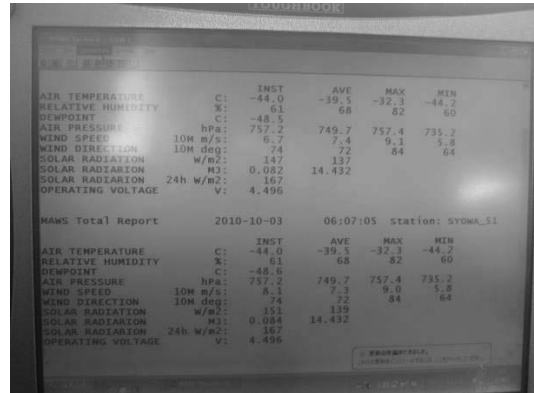 TOUGHBOOK
INST AVE MAX MIN
AIR TEMPERATURE C: -44.0 -39.5 -32.3 -44.2
RELATIVE HUMIDITY %: 61 68 82 60
DEWPOINT C: -48.5
AIR PRESSURE hPa: 757.2 749.7 757.4 735.2
WIND SPEED 10M m/s: 6.7 7.4 9.1 5.8
WIND DIRECTION 10M deg: 74 72 84 64
SOLAR RADIATION W/m2: 147 137
SOLAR RADIARION MJ: 0.082 14.432
SOLAR RADIARION 24h W/m2: 167
OPERATING VOLTAGE V: 4.496
MAWS Total Report 2010-10-03 06:07:05 Station: SYOWA_S1
INST AVE MAX MIN
AIR TEMPERATURE C: -44.0 -39.5 -32.3 -44.2
RELATIVE HUMIDITY %: 61 68 82 60
DEWPOINT C: -48.6
AIR PRESSURE hPa: 757.2 749.7 757.4 735.2
WIND SPEED 10M m/s: 8.1 7.3 9.0 5.8
WIND DIRECTION 10M deg: 74 72 84 64
SOLAR RADIATION W/m2: 151 139
SOLAR RADIARION MJ: 0.084 14.432
SOLAR RADIARION 24h W/m2: 167
OPERATING VOLTAGE V: 4.496